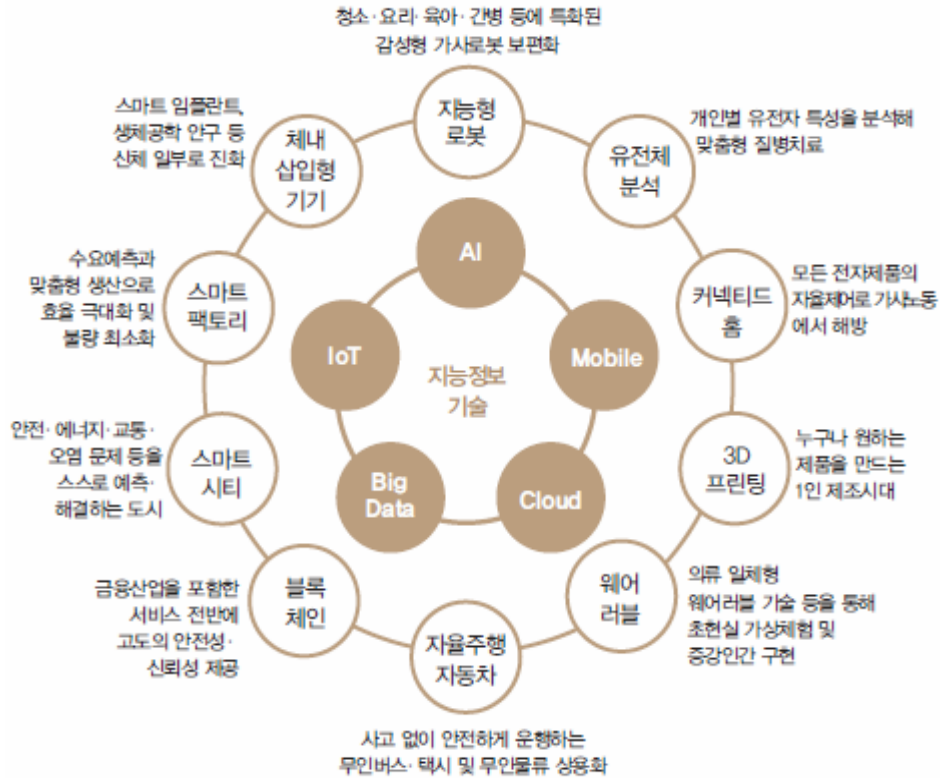 청소·요리·육아·간병 등에 특화된
감성형 가사로봇 보편화
지능형
로봇
개인별 유전자 특성을 분석해
맞춤형 질병치료
유전체
분석
모든 전자제품의
자율제어로 가사노동
에서 해방
커넥티드
홈
누구나 원하는
제품을 만드는
1인 제조시대
3D
프린팅
의류 일체형
웨어러블 기술 등을 통해
초현실 가상체험 및
증강인간 구현
웨어
러블
자율주행
자동차
사고 없이 안전하게 운행하는
무인버스·택시 및 무인물류 상용화
블록
체인
금융산업을 포함한
서비스 전반에
고도의 안전성·
신뢰성 제공
스마트
시티
안전·에너지·교통·
오염 문제 등을
스스로 예측·
해결하는 도시
스마트
팩토리
수요예측과
맞춤형 생산으로
효율 극대화 및
불량 최소화
체내
삽입형
기기
스마트 임플란트,
생체공학 안구 등
신체 일부로 진화
AI
Mobile
Cloud
Big
Data
IoT
지능정보
기술